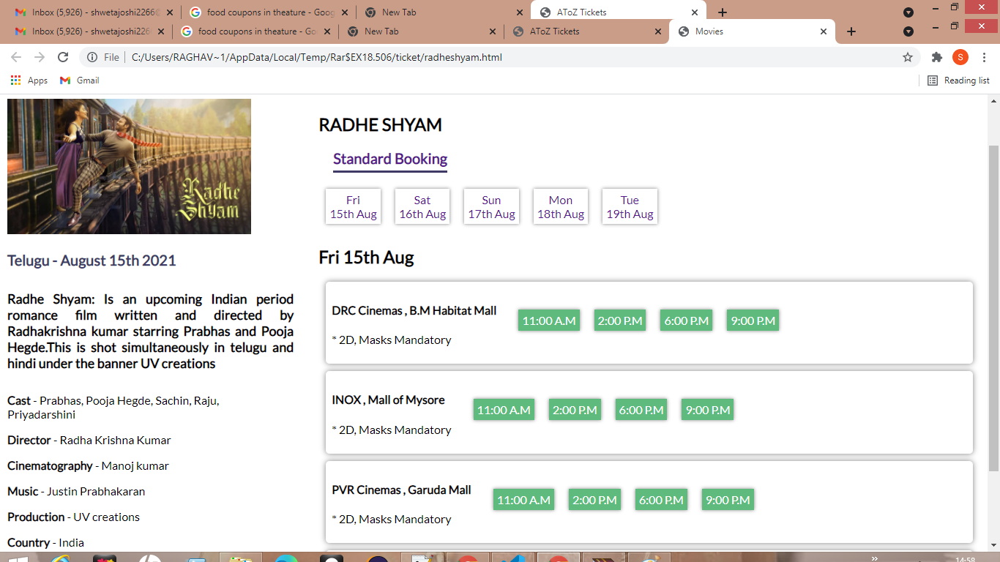 Inbox (5,926) - shwetajoshi2266@
food coupons in theature - Goog
New Tab
AToZ Tickets
Inbox (5,926) - shwetajoshi226
food coupons in theature - Go
New Tab
AToZ Tickets
Movies
File
C:/Users/RAGHAV~1/AppData/Local/Temp/Rar$EX18.506/ticket/radheshyam.html
S
Apps
Gmail
Reading list
Radhe
Shyam
Telugu - August 15th 2021
Radhe Shyam: Is an upcoming Indian period
romance film written and directed by
Radhakrishna kumar starring Prabhas and Pooja
Hegde.This is shot simultaneously in telugu and
hindi under the banner UV creations
Cast - Prabhas, Pooja Hegde, Sachin, Raju,
Priyadarshini
Director - Radha Krishna Kumar
Cinematography - Manoj kumar
Music - Justin Prabhakaran
Production - UV creations
Country - India
RADHE SHYAM
Standard Booking
Fri
15th Aug
Sat
16th Aug
Sun
17th Aug
Mon
18th Aug
Tue
19th Aug
Fri 15th Aug
DRC Cinemas , B.M Habitat Mall
11:00 A.M
2:00 P.M
6:00 P.M
9:00 P.M
* 2D, Masks Mandatory
INOX , Mall of Mysore
11:00 A.M
2:00 P.M
6:00 P.M
9:00 P.M
* 2D, Masks Mandatory
PVR Cinemas , Garuda Mall
11:00 A.M
2:00 P.M
6:00 P.M
9:00 P.M
* 2D, Masks Mandatory
14:58